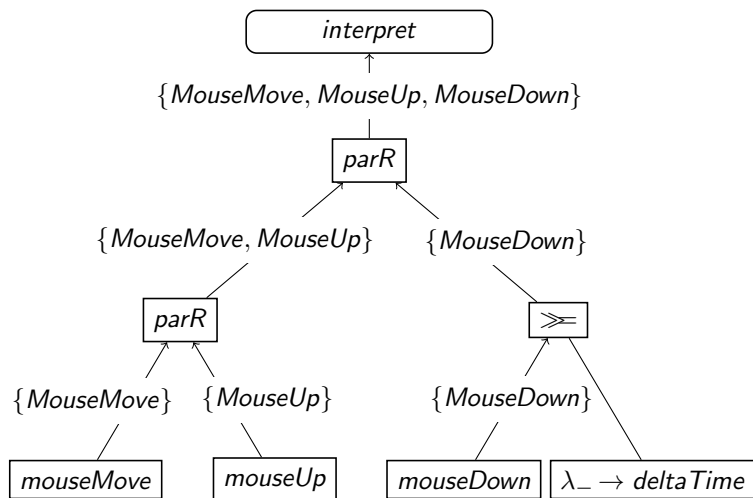 interpret
{MouseMove, MouseUp, MouseDown}
parR
{MouseMove, MouseUp} {MouseDown}
parR >>=
{MouseMove} {MouseUp} {MouseDown}
mouseMove mouseUp mouseDown λ_ → deltaTime